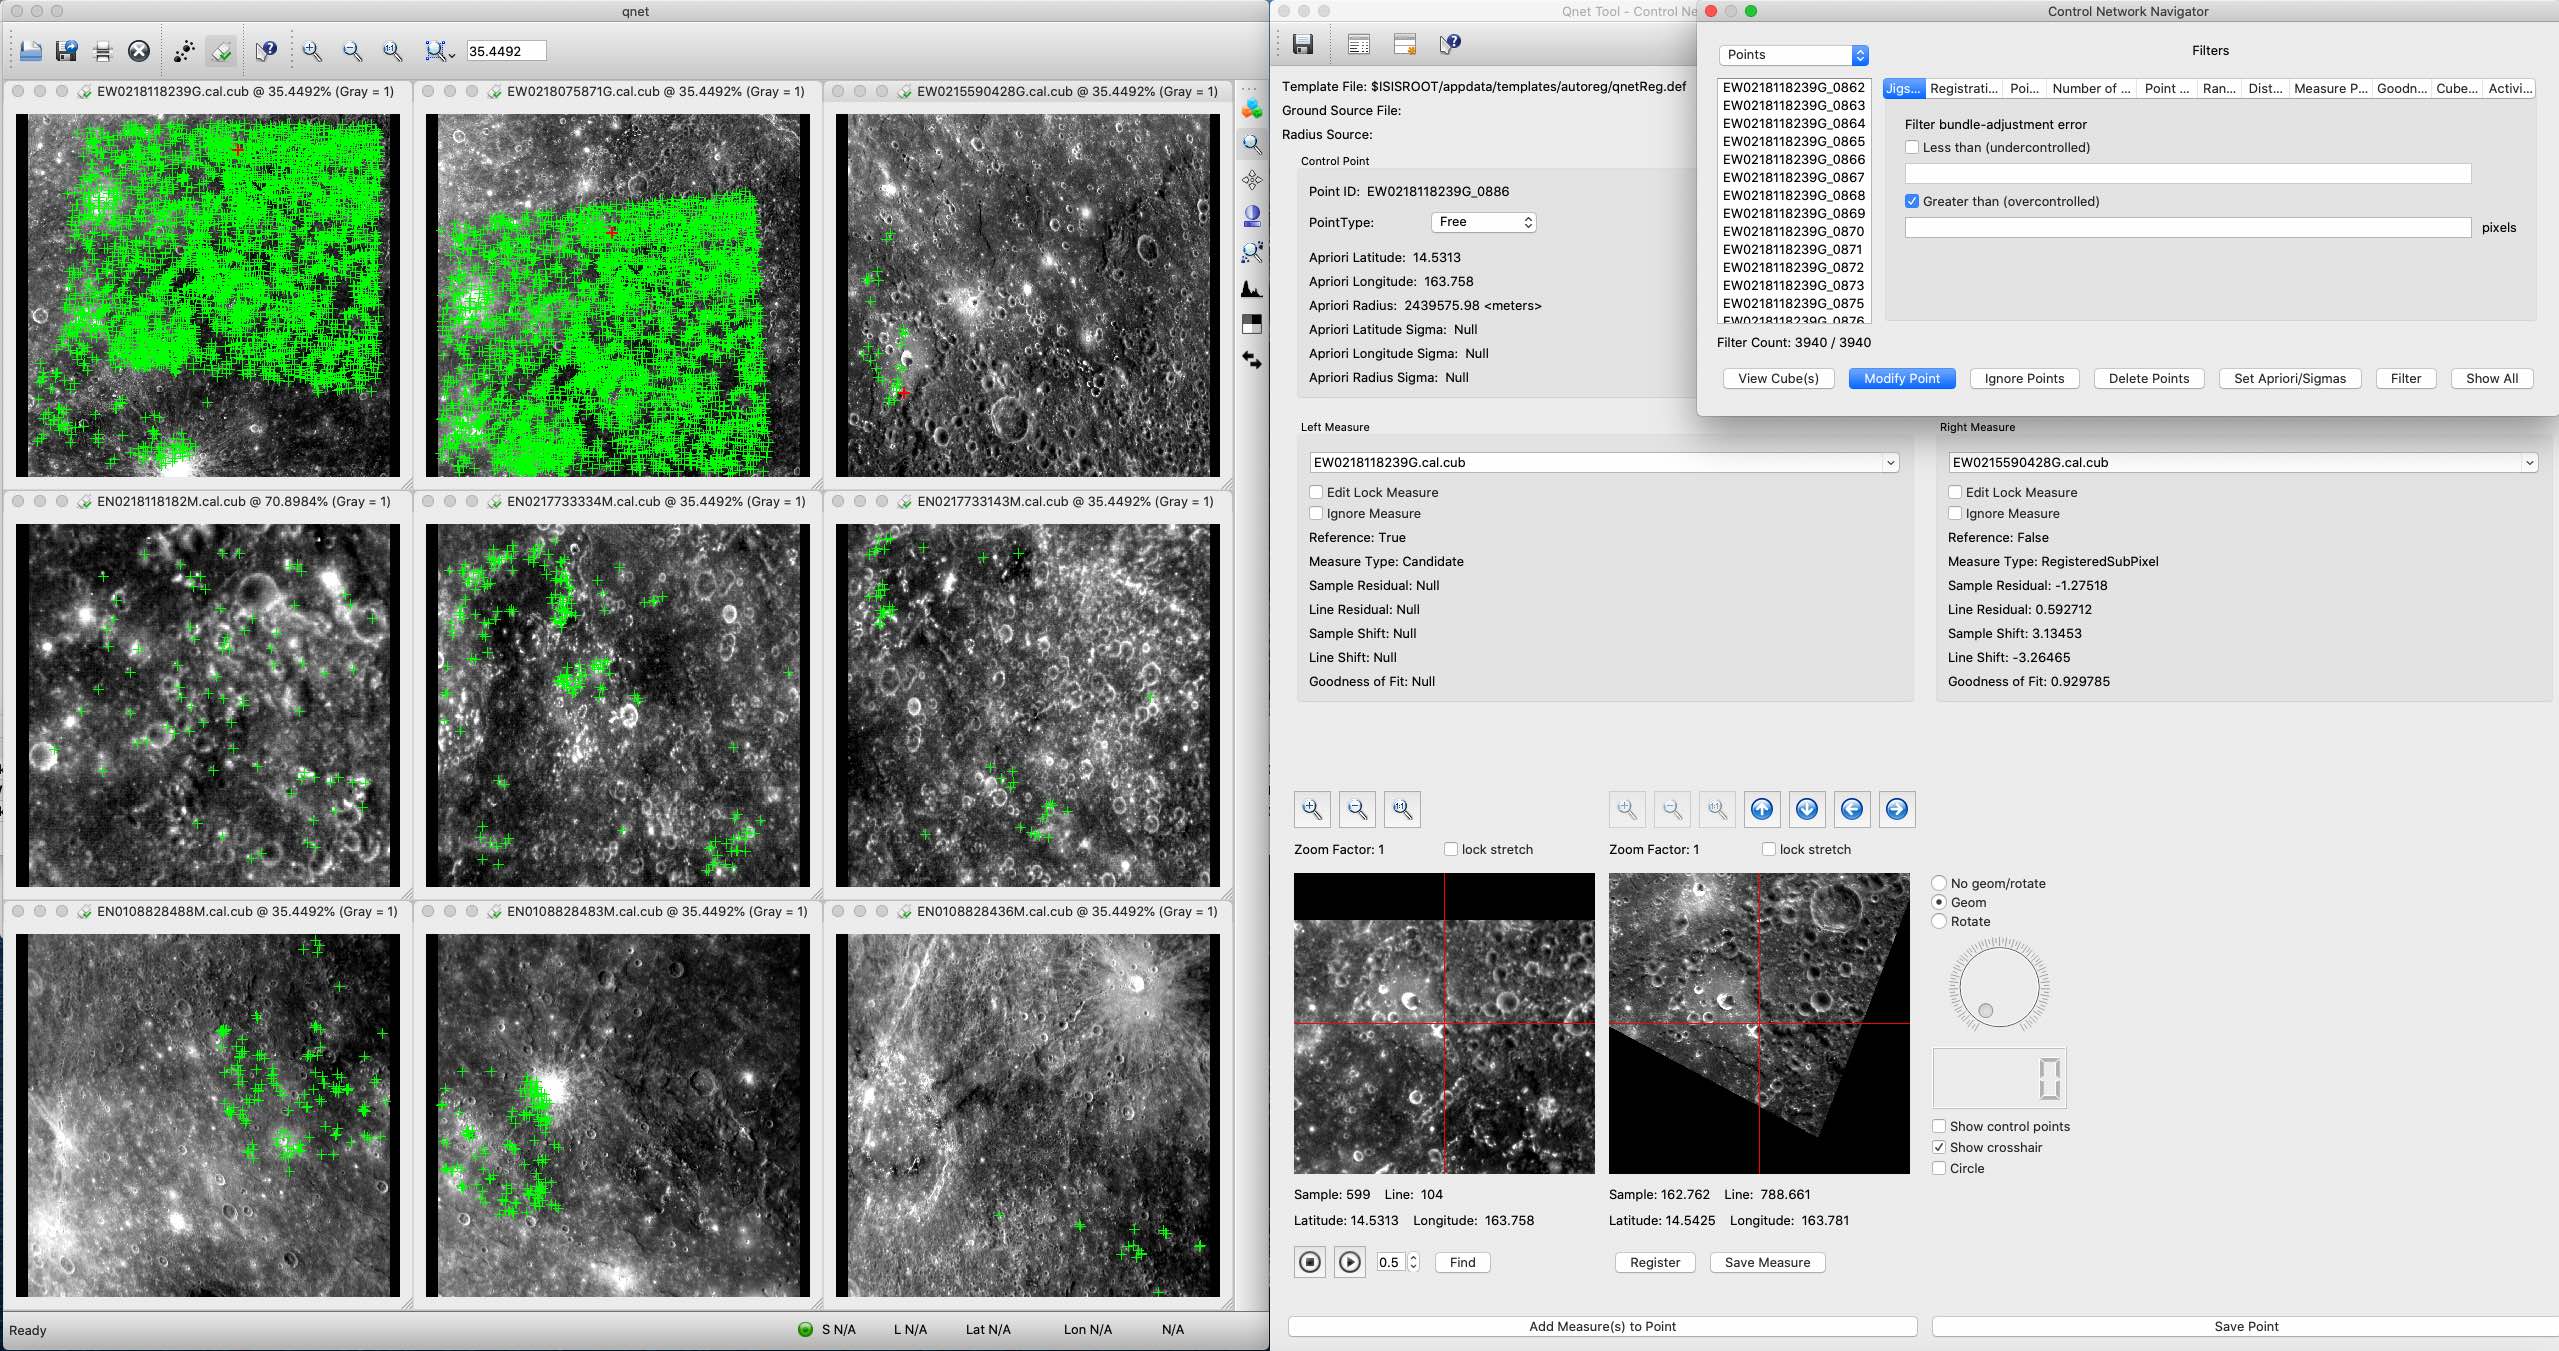 qnet
35.4492
EW0218118239G.cal.cub @ 35.4492% (Gray = 1)
EW0218075871G.cal.cub @ 35.4492% (Gray = 1)
EW0215590428G.cal.cub @ 35.4492% (Gray = 1)
EN0218118182M.cal.cub @ 70.8984% (Gray = 1)
EN0217733334M.cal.cub @ 35.4492% (Gray = 1)
EN0217733143M.cal.cub @ 35.4492% (Gray = 1)
EN0108828488M.cal.cub @ 35.4492% (Gray = 1)
EN0108828483M.cal.cub @ 35.4492% (Gray = 1)
EN0108828436M.cal.cub @ 35.4492% (Gray = 1)
Ready
S N/A
L N/A
Lat N/A
Lon N/A
N/A
Qnet Tool - Control Ne
Template File: $ISISROOT/appdata/templates/autoreg/qnetReg.def
Ground Source File:
Radius Source:
Control Point
Point ID: EW0218118239G_0886
PointType: Free
Apriori Latitude: 14.5313
Apriori Longitude: 163.758
Apriori Radius: 2439575.98 <meters>
Apriori Latitude Sigma: Null
Apriori Longitude Sigma: Null
Apriori Radius Sigma: Null
Control Network Navigator
Points
Filters
EW0218118239G_0862
EW0218118239G_0863
EW0218118239G_0864
EW0218118239G_0865
EW0218118239G_0866
EW0218118239G_0867
EW0218118239G_0868
EW0218118239G_0869
EW0218118239G_0870
EW0218118239G_0871
EW0218118239G_0872
EW0218118239G_0873
EW0218118239G_0875
EW0218118239G_0876
Jigs... Registrati... Poi... Number of ... Point ... Ran... Dist... Measure P... Goodn... Cube... Activi...
Filter bundle-adjustment error
Less than (undercontrolled)
Greater than (overcontrolled)
pixels
Filter Count: 3940 / 3940
View Cube(s)
Modify Point
Ignore Points
Delete Points
Set Apriori/Sigmas
Filter
Show All
Left Measure
EW0218118239G.cal.cub
Edit Lock Measure
Ignore Measure
Reference: True
Measure Type: Candidate
Sample Residual: Null
Line Residual: Null
Sample Shift: Null
Line Shift: Null
Goodness of Fit: Null
Right Measure
EW0215590428G.cal.cub
Edit Lock Measure
Ignore Measure
Reference: False
Measure Type: RegisteredSubPixel
Sample Residual: -1.27518
Line Residual: 0.592712
Sample Shift: 3.13453
Line Shift: -3.26465
Goodness of Fit: 0.929785
Zoom Factor: 1
lock stretch
Zoom Factor: 1
lock stretch
No geom/rotate
Geom
Rotate
0
Show control points
Show crosshair
Circle
Sample: 599 Line: 104
Latitude: 14.5313 Longitude: 163.758
Sample: 162.762 Line: 788.661
Latitude: 14.5425 Longitude: 163.781
0.5
Find
Register
Save Measure
Add Measure(s) to Point
Save Point